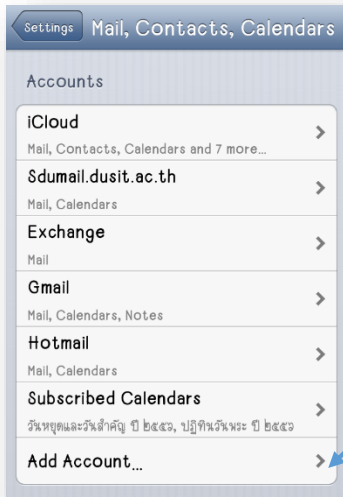 Settings Mail, Contacts, Calendars
Accounts
iCloud
Mail, Contacts, Calendars and 7 more...
Sdumail.dusit.ac.th
Mail, Calendars
Exchange
Mail
Gmail
Mail, Calendars, Notes
Hotmail
Mail, Calendars
Subscribed Calendars
วันหยุดและวันสำคัญ ปี ๒๕๕๖, ปฏิทินวันพระ ปี ๒๕๕๖
Add Account...